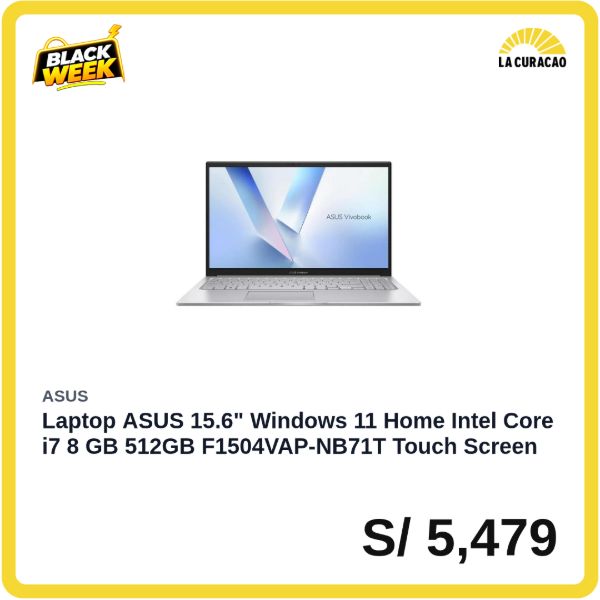 BLACK
WEEK
LA CURACAO
ASUS Vivobook
ASUS
Laptop ASUS 15.6" Windows 11 Home Intel Core
i7 8 GB 512GB F1504VAP-NB71T Touch Screen
S/ 5,479